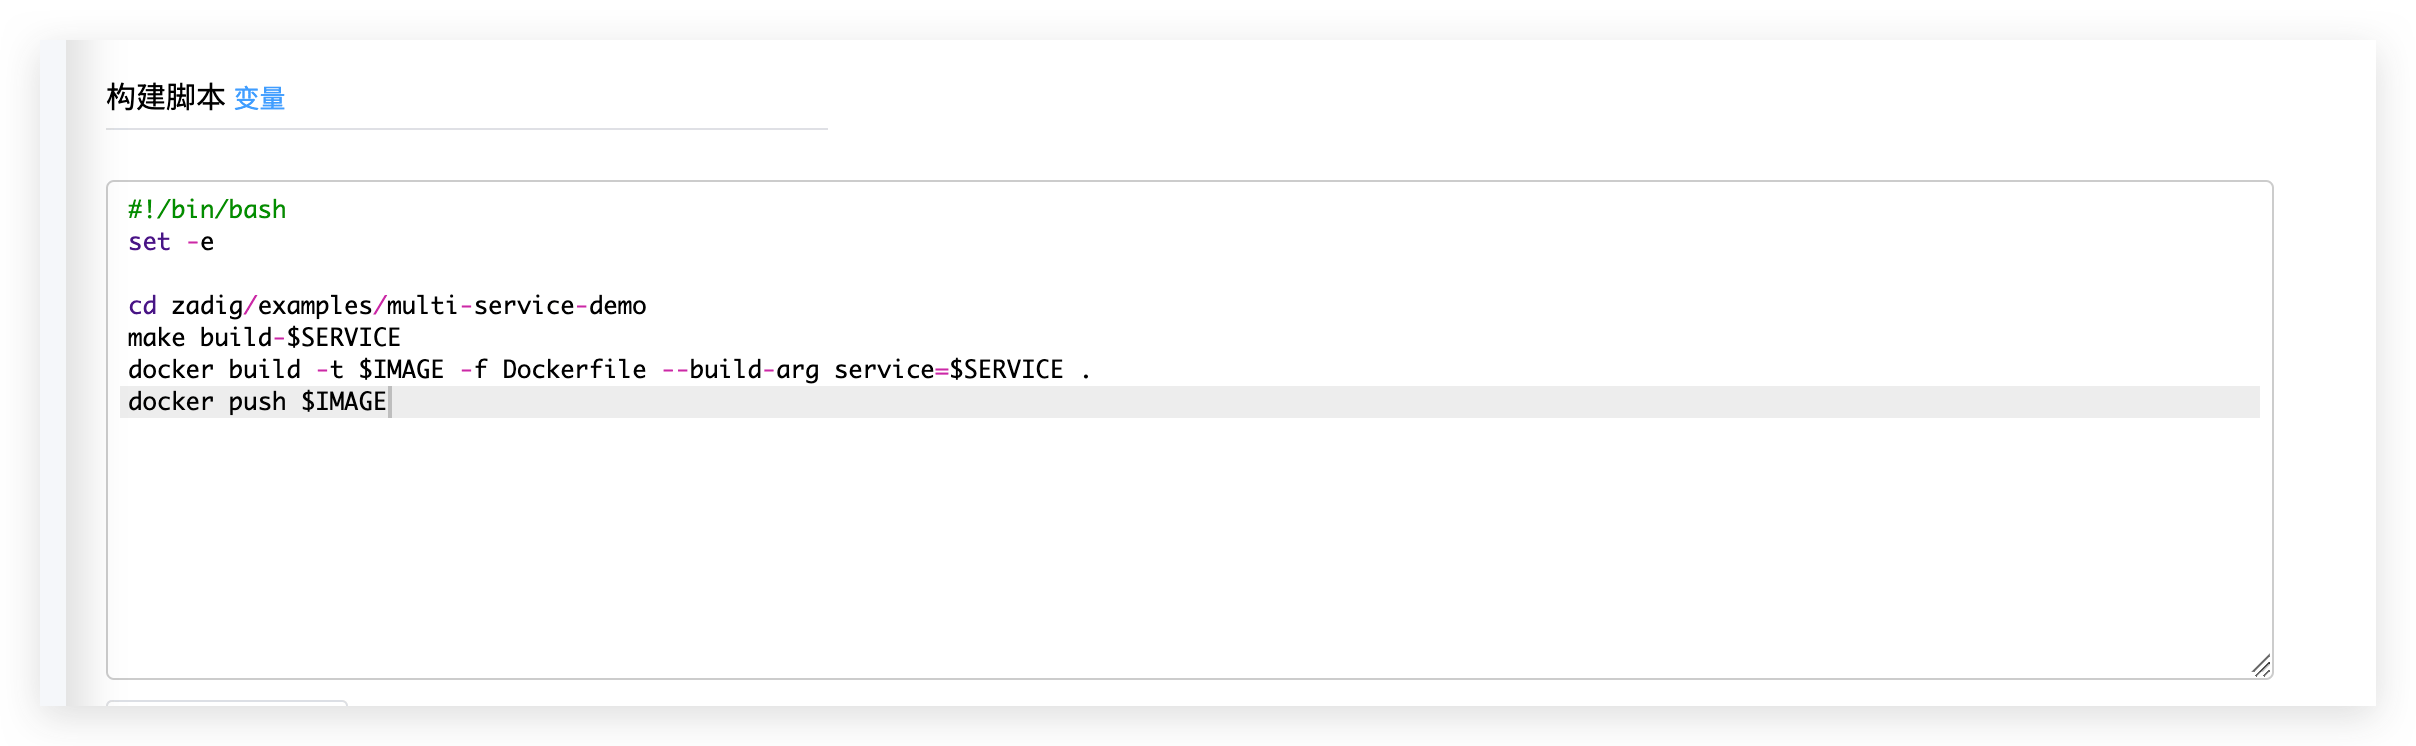 构建脚本 变量
#!/bin/bash
set -e
cd zadig/examples/multi-service-demo
make build-$SERVICE
docker build -t $IMAGE -f Dockerfile --build-arg service=$SERVICE .
docker push $IMAGE